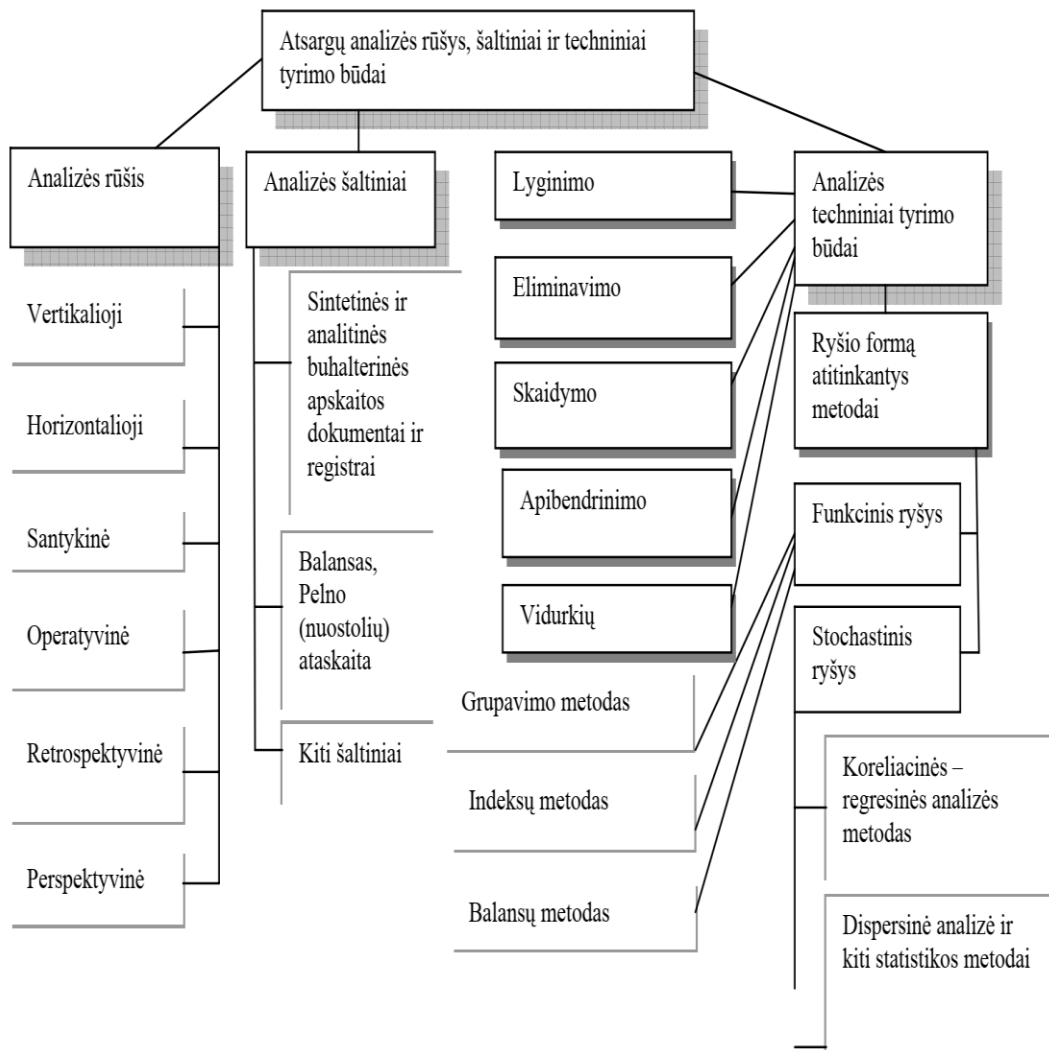 Atsargų analizės rūšys, šaltiniai ir techniniai
tyrimo būdai
Analizės rūšis
Vertikalioji
Horizontalioji
Santykinė
Operatyvinė
Retrospektyvinė
Perspektyvinė
Analizės šaltiniai
Sintetinės ir
analitinės
buhalterinės
apskaitos
dokumentai ir
registrai
Balansas,
Pelno
(nuostolių)
ataskaita
Kiti šaltiniai
Analizės
techniniai tyrimo
būdai
Lyginimo
Eliminavimo
Skaidymo
Apibendrinimo
Vidurkių
Ryšio formą
atitinkantys
metodai
Funkcinis ryšys
Grupavimo metodas
Indeksų metodas
Balansų metodas
Stochastinis
ryšys
Koreliacinės –
regresinės analizės
metodas
Dispersinė analizė ir
kiti statistikos metodai